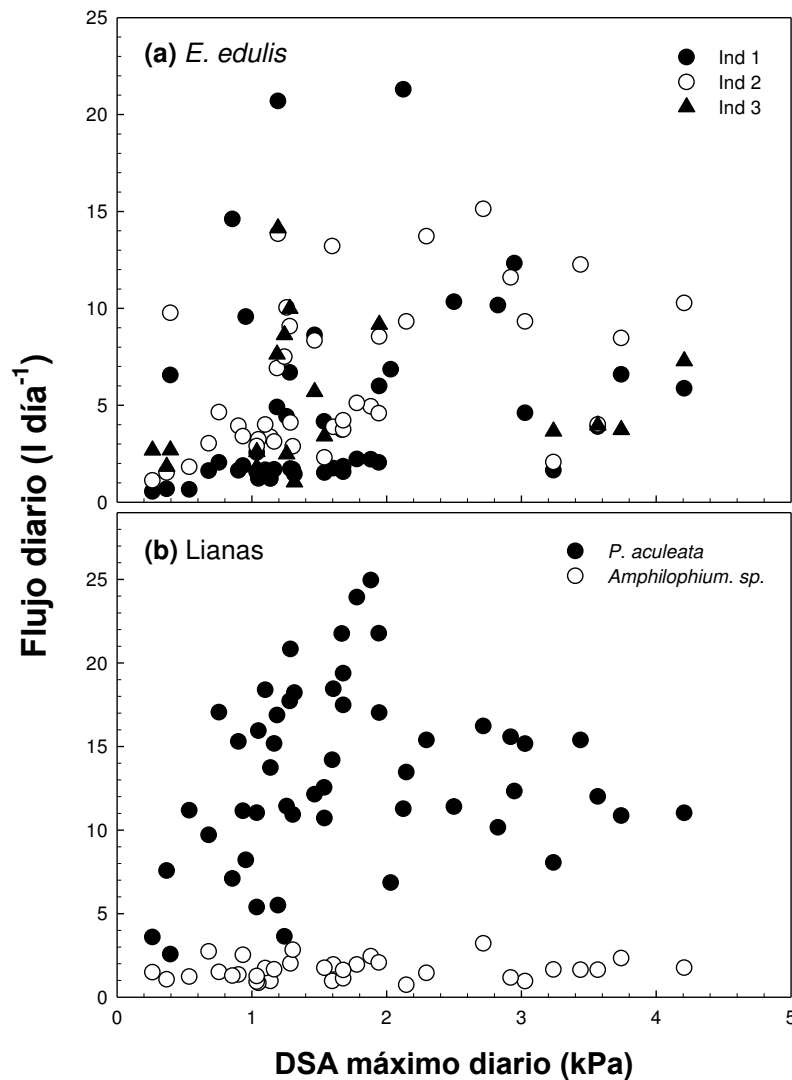 25
20
15
10
5
0
(a) E. edulis
Ind 1
Ind 2
Ind 3
Flujo diario (l día⁻¹)
25
20
15
10
5
0
(b) Lianas
P. aculeata
Amphilophium. sp.
0 1 2 3 4 5
DSA máximo diario (kPa)